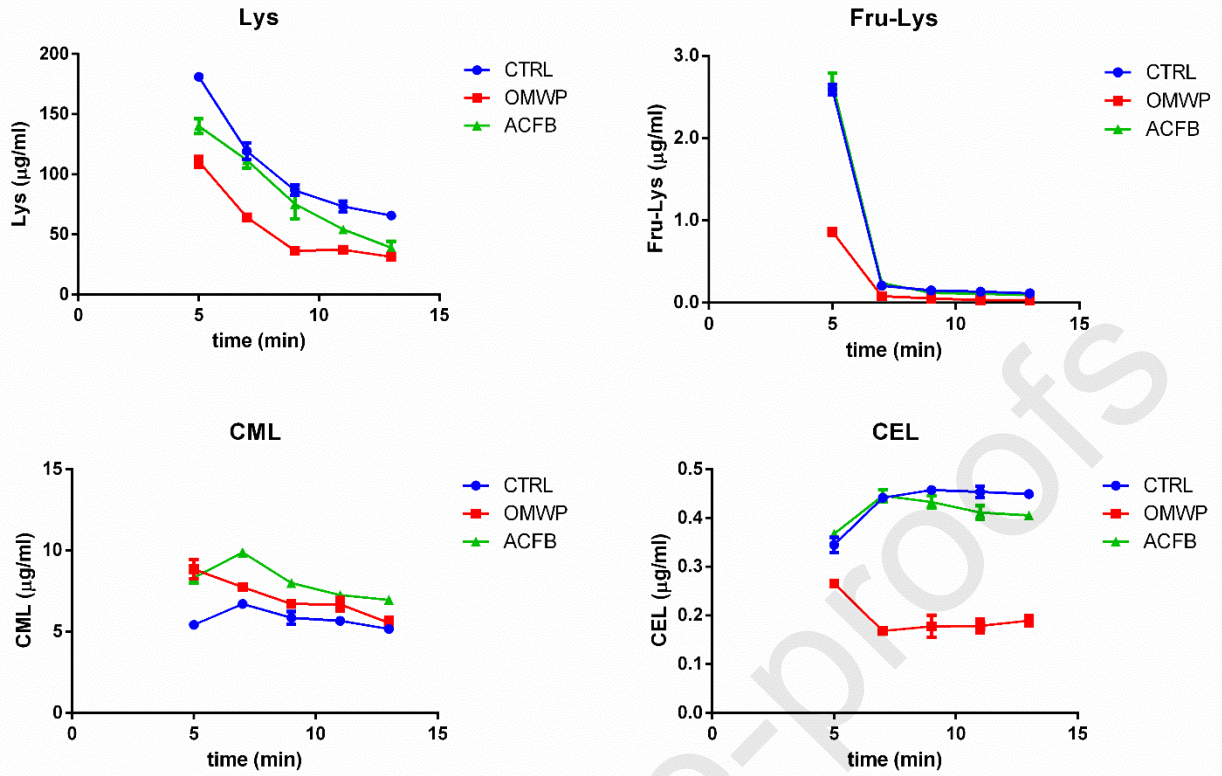 Lys
200
150
100
50
0
Lys (μg/ml)
0 5 10 15
time (min)
CTRL
OMWP
ACFB
Fru-Lys
3.0
2.0
1.0
0.0
Fru-Lys (μg/ml)
0 5 10 15
time (min)
CTRL
OMWP
ACFB
CML
15
10
5
0
CML (μg/ml)
0 5 10 15
time (min)
CTRL
OMWP
ACFB
CEL
0.5
0.4
0.3
0.2
0.1
0.0
CEL (μg/ml)
0 5 10 15
time (min)
CTRL
OMWP
ACFB
-proofs